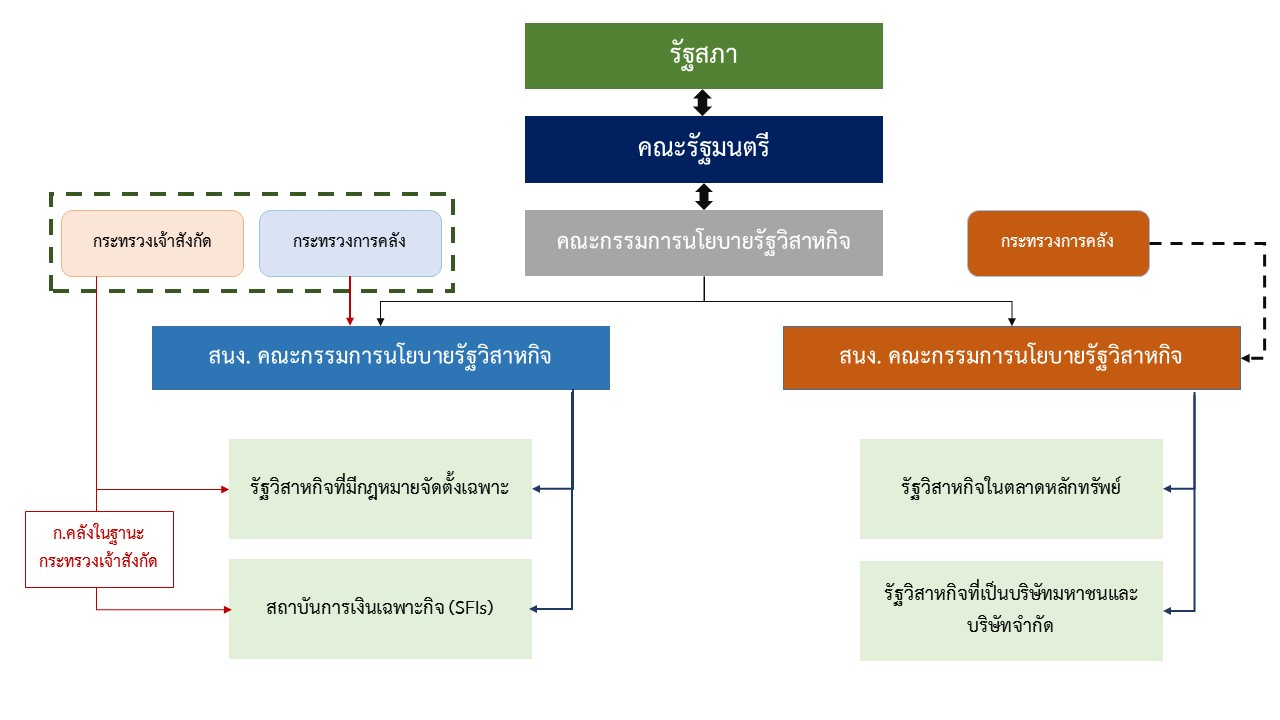 รัฐสภา
คณะรัฐมนตรี
กระทรวงเจ้าสังกัด
กระทรวงการคลัง
คณะกรรมการนโยบายรัฐวิสาหกิจ
กระทรวงการคลัง
สนง. คณะกรรมการนโยบายรัฐวิสาหกิจ
สนง. คณะกรรมการนโยบายรัฐวิสาหกิจ
รัฐวิสาหกิจที่มีกฎหมายจัดตั้งเฉพาะ
รัฐวิสาหกิจในตลาดหลักทรัพย์
ก.คลังในฐานะ
กระทรวงเจ้าสังกัด
สถาบันการเงินเฉพาะกิจ (SFIs)
รัฐวิสาหกิจที่เป็นบริษัทมหาชนและ
บริษัทจำกัด